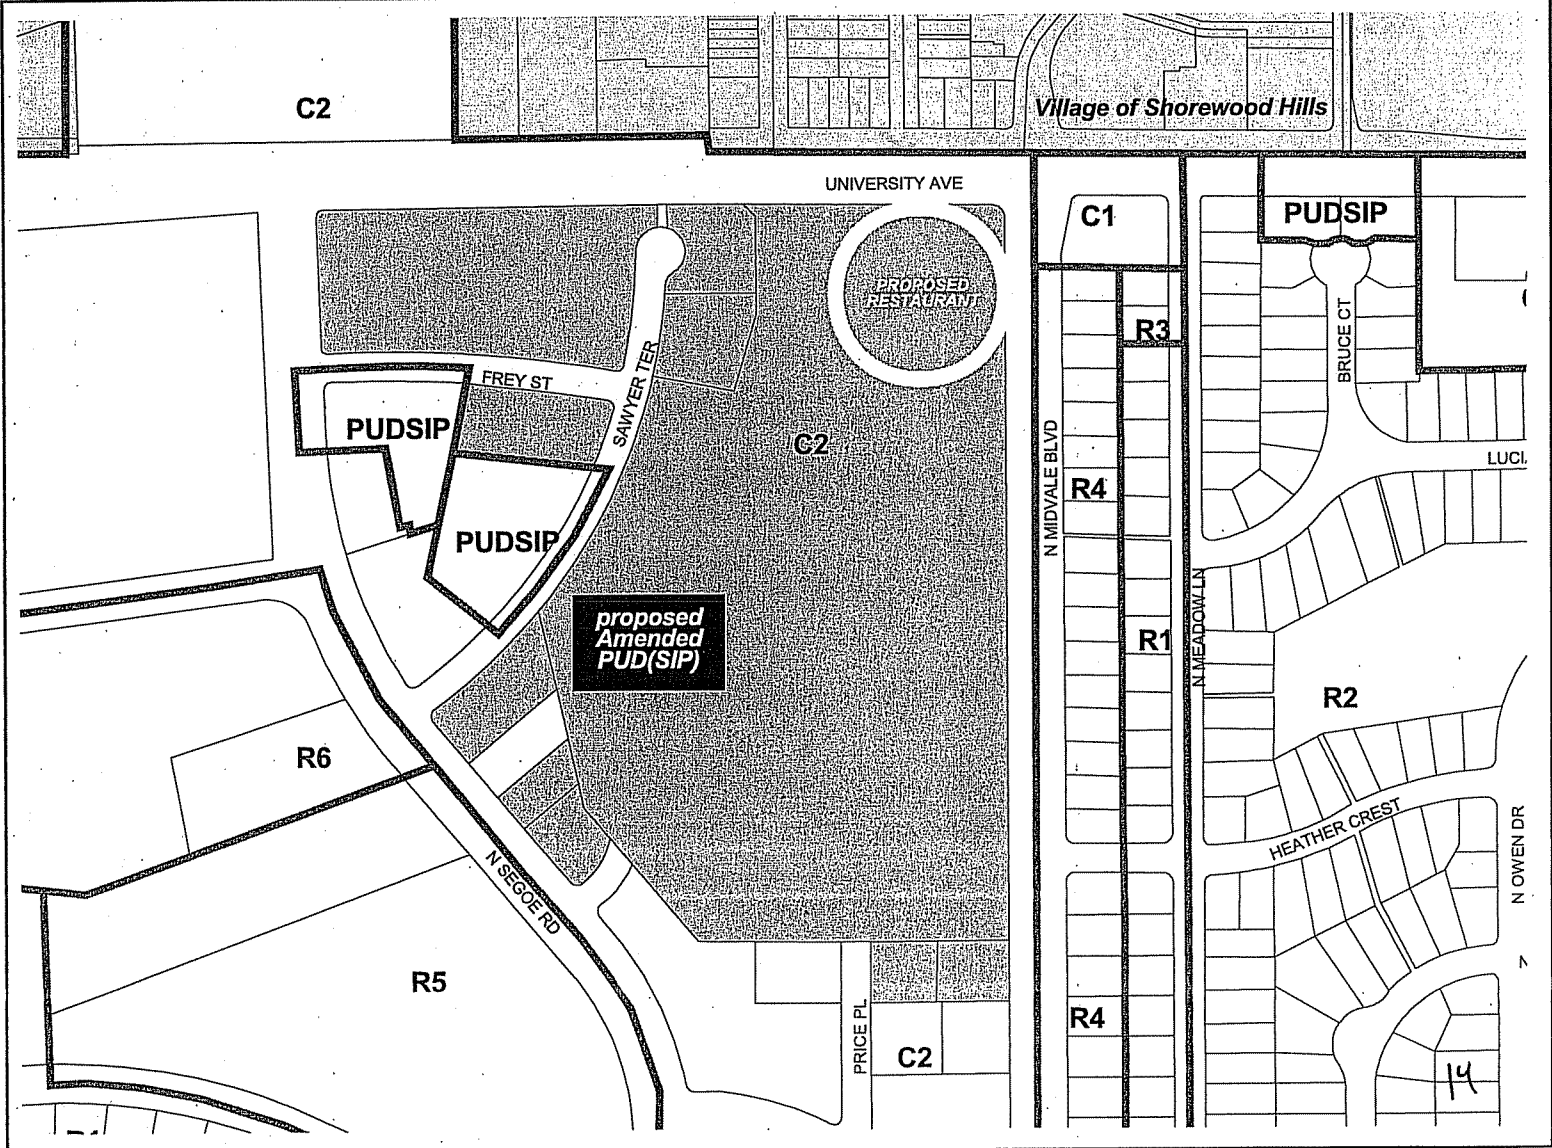 C2
Village of Shorewood Hills
UNIVERSITY AVE
C1
PUDSIP
PROPOSED
RESTAURANT
R3
BRUCE CT
FREY ST
SAWYER TER
PUDSIP
C2
N MIDVALE BLVD
R4
LUCI
PUDSIP
proposed
Amended
PUD(SIP)
R1
N MEADOW LN
R2
R6
HEATHER CREST
N OWEN DR
N SEGOE RD
R5
N
R4
PRICE PL
C2
14